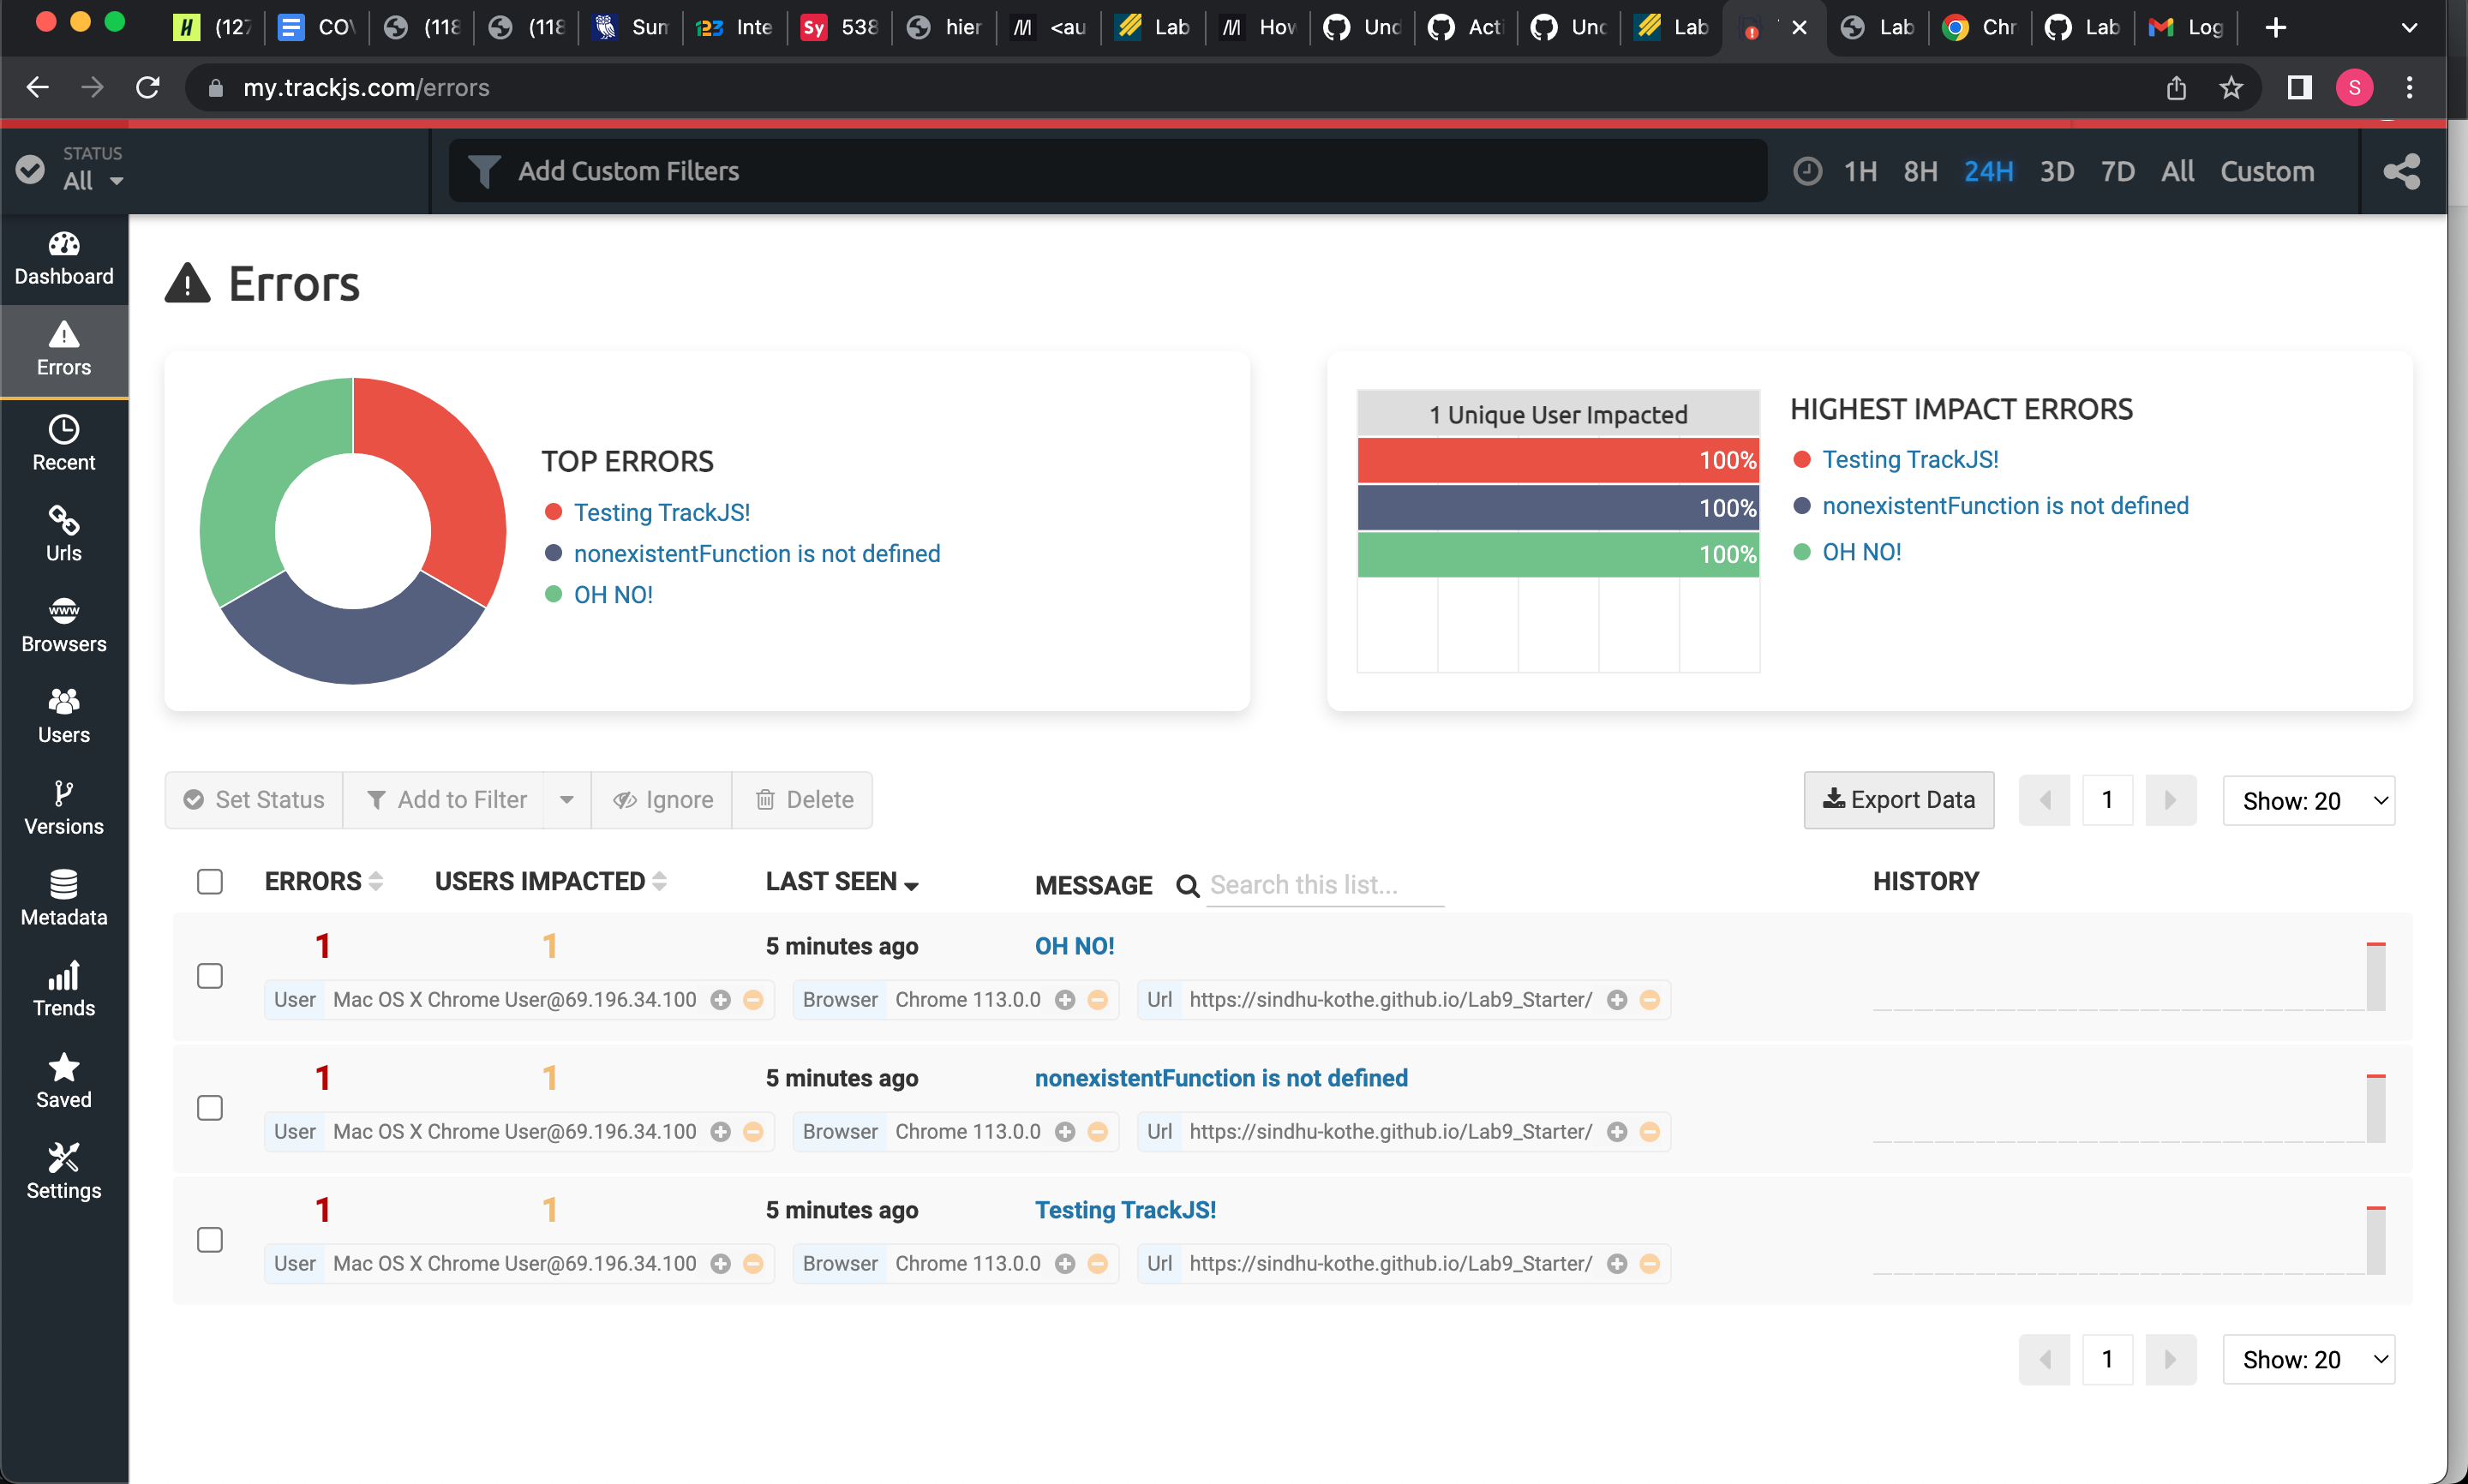 (127
COV
(118
(118
Sum
123 Inte
Sy 538
hier
<au
Lab
How
Und
Acti
Unc
Lab
Lab
Chr
Lab
Log
my.trackjs.com/errors
S
STATUS
All
Add Custom Filters
1H 8H 24H 3D 7D All Custom
Dashboard
Errors
Recent
Urls
www
Browsers
Users
Versions
Metadata
Trends
Saved
Settings
Errors
TOP ERRORS
Testing TrackJS!
nonexistentFunction is not defined
OH NO!
1 Unique User Impacted
100%
100%
100%
HIGHEST IMPACT ERRORS
Testing TrackJS!
nonexistentFunction is not defined
OH NO!
Set Status Add to Filter Ignore Delete
Export Data 1 Show: 20
ERRORS USERS IMPACTED LAST SEEN MESSAGE Search this list... HISTORY
1 1 5 minutes ago OH NO!
User Mac OS X Chrome User@69.196.34.100 Browser Chrome 113.0.0 Url https://sindhu-kothe.github.io/Lab9_Starter/
1 1 5 minutes ago nonexistentFunction is not defined
User Mac OS X Chrome User@69.196.34.100 Browser Chrome 113.0.0 Url https://sindhu-kothe.github.io/Lab9_Starter/
1 1 5 minutes ago Testing TrackJS!
User Mac OS X Chrome User@69.196.34.100 Browser Chrome 113.0.0 Url https://sindhu-kothe.github.io/Lab9_Starter/
1 Show: 20